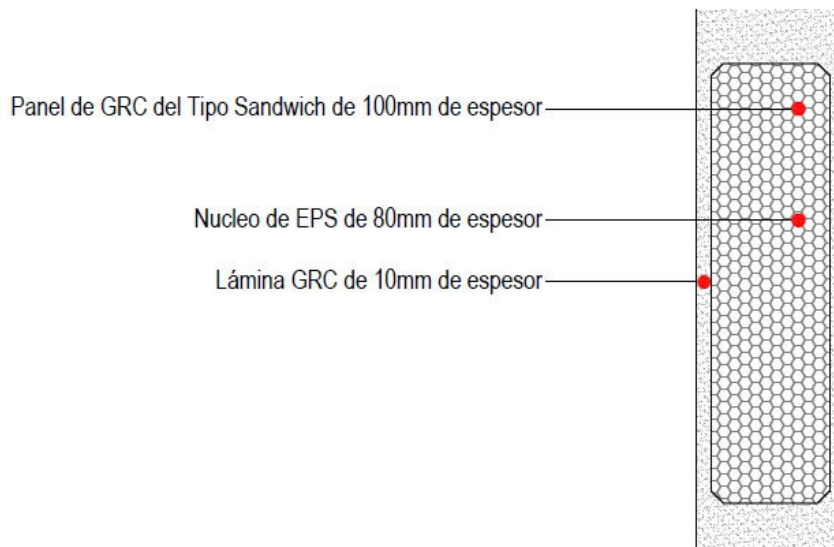 Panel de GRC del Tipo Sandwich de 100mm de espesor
Nucleo de EPS de 80mm de espesor
Lámina GRC de 10mm de espesor